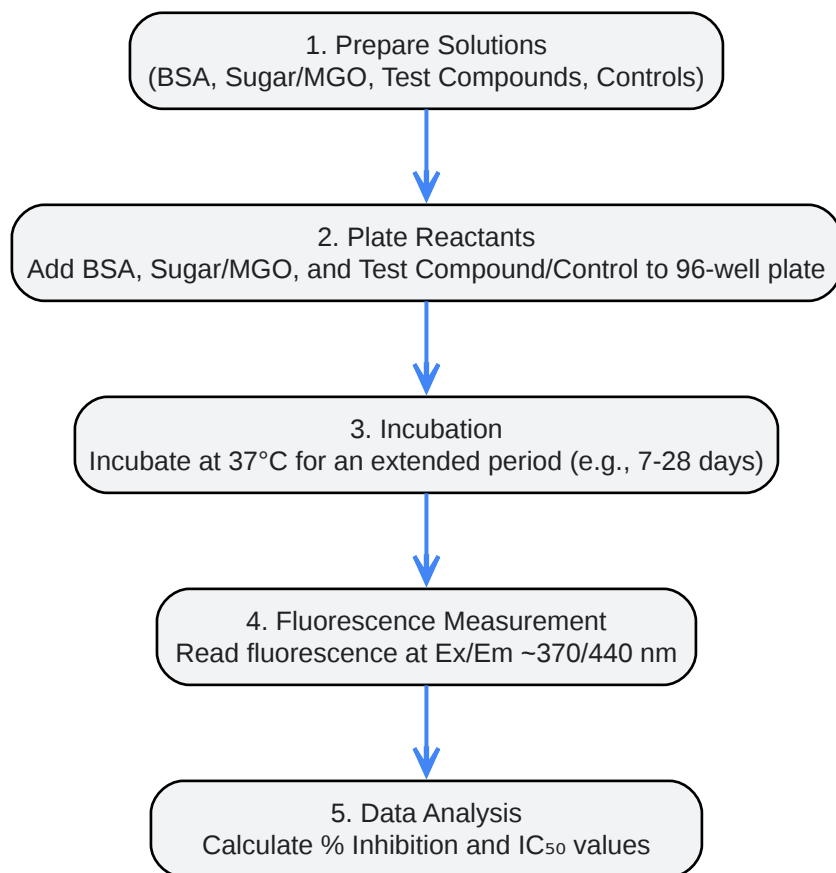 1. Prepare Solutions
(BSA, Sugar/MGO, Test Compounds, Controls)
2. Plate Reactants
Add BSA, Sugar/MGO, and Test Compound/Control to 96-well plate
3. Incubation
Incubate at 37°C for an extended period (e.g., 7-28 days)
4. Fluorescence Measurement
Read fluorescence at Ex/Em ~370/440 nm
5. Data Analysis
Calculate % Inhibition and IC₅₀ values